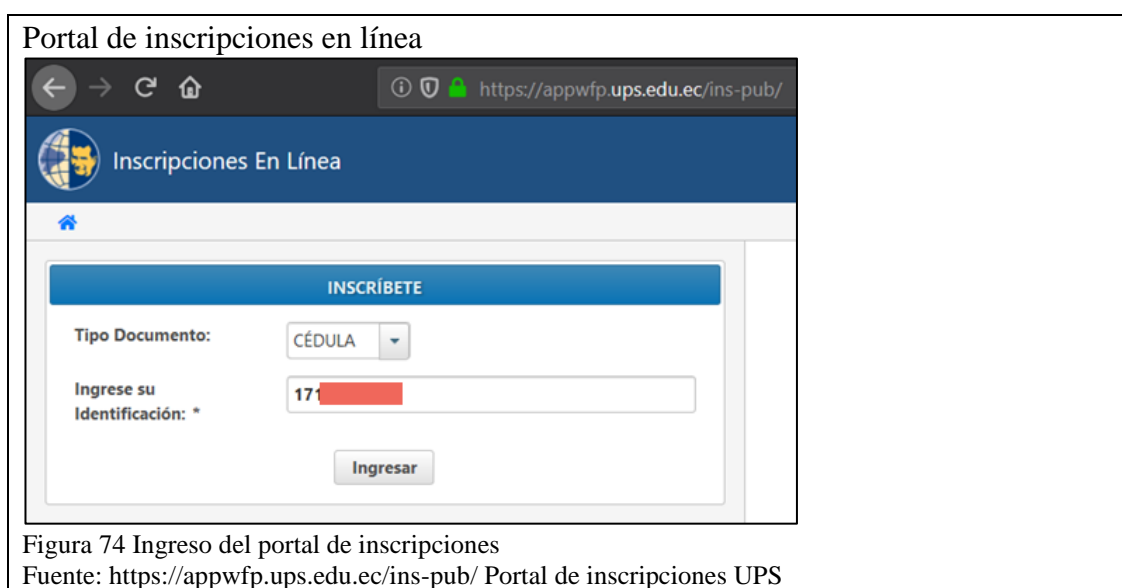 Portal de inscripciones en línea
https://appwfp.ups.edu.ec/ins-pub/
Inscripciones En Línea
INSCRÍBETE
Tipo Documento:
CÉDULA
Ingrese su
Identificación: *
171
Ingresar
Figura 74 Ingreso del portal de inscripciones
Fuente: https://appwfp.ups.edu.ec/ins-pub/ Portal de inscripciones UPS